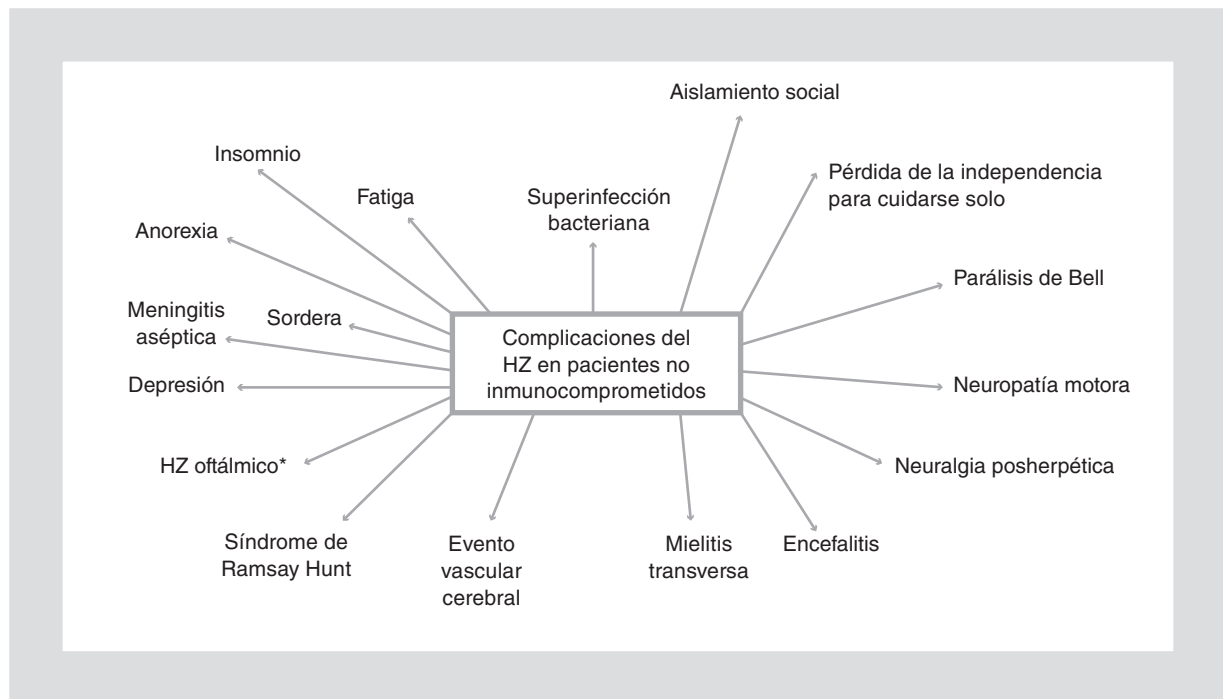 Aislamiento social
Insomnio
Pérdida de la independencia
para cuidarse solo
Fatiga
Superinfección
bacteriana
Anorexia
Parálisis de Bell
Meningitis
aséptica
Sordera
Complicaciones del
HZ en pacientes no
inmunocomprometidos
Depresión
Neuropatía motora
HZ oftálmico*
Neuralgia posherpética
Síndrome de
Ramsay Hunt
Evento
vascular
cerebral
Mielitis
transversa
Encefalitis